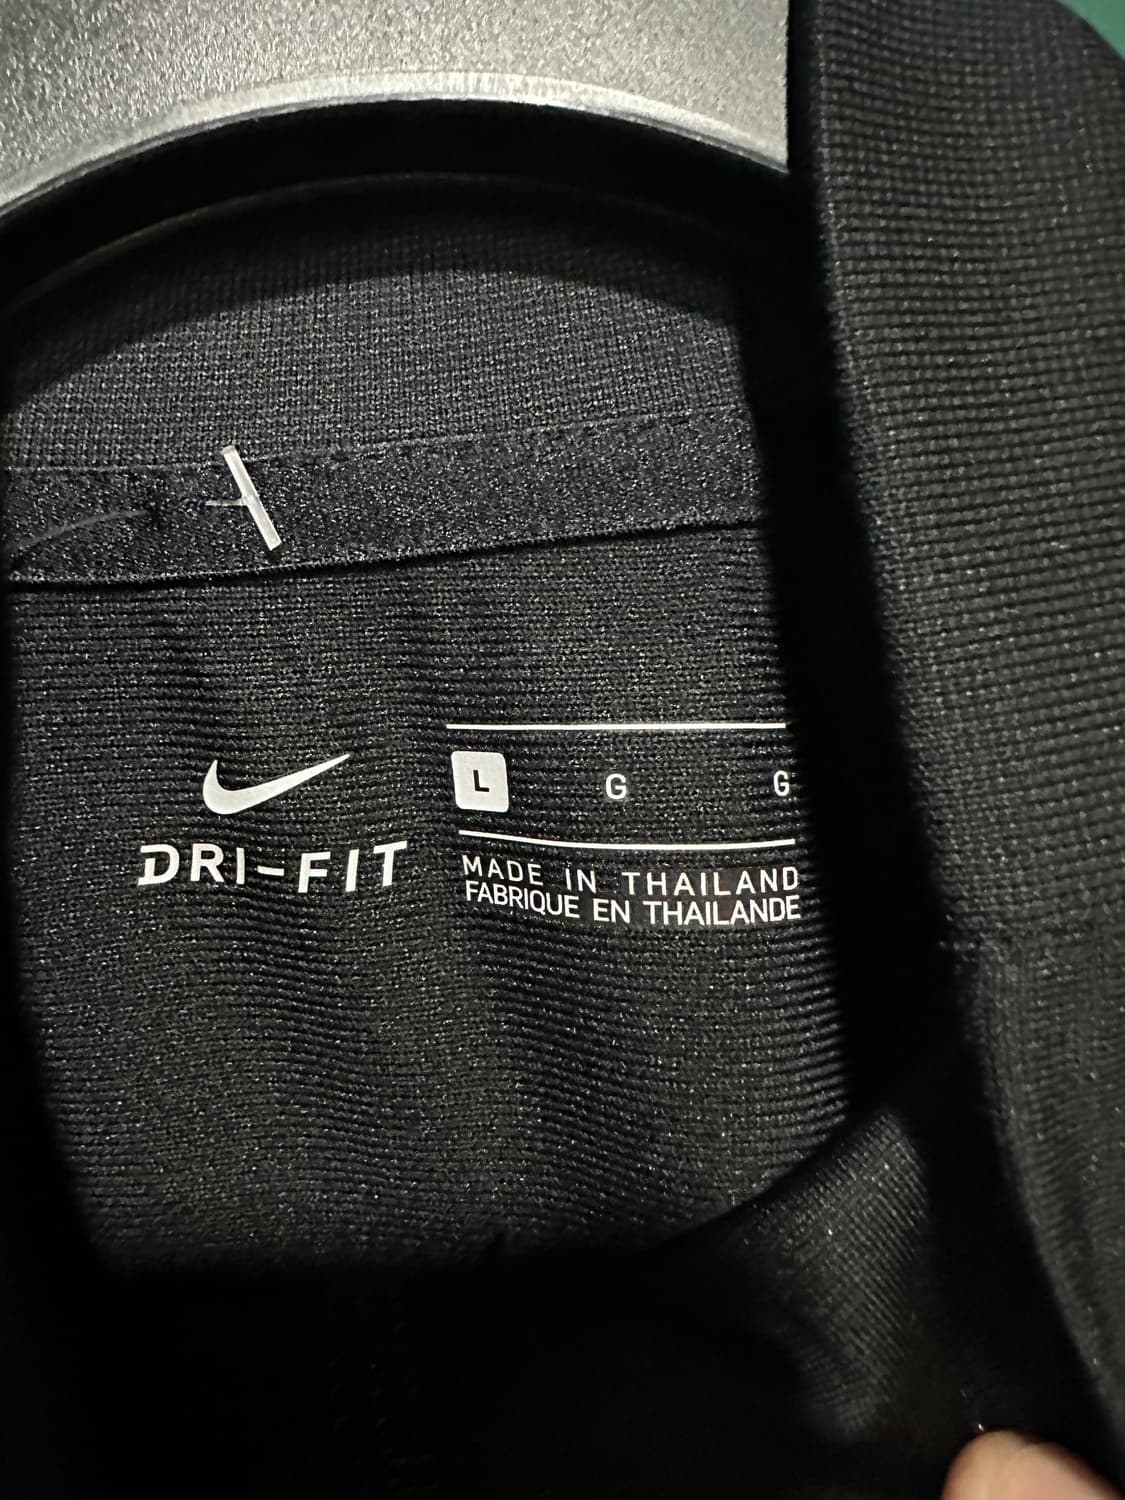 L G G
DRI-FIT
MADE IN THAILAND
FABRIQUE EN THAILANDE